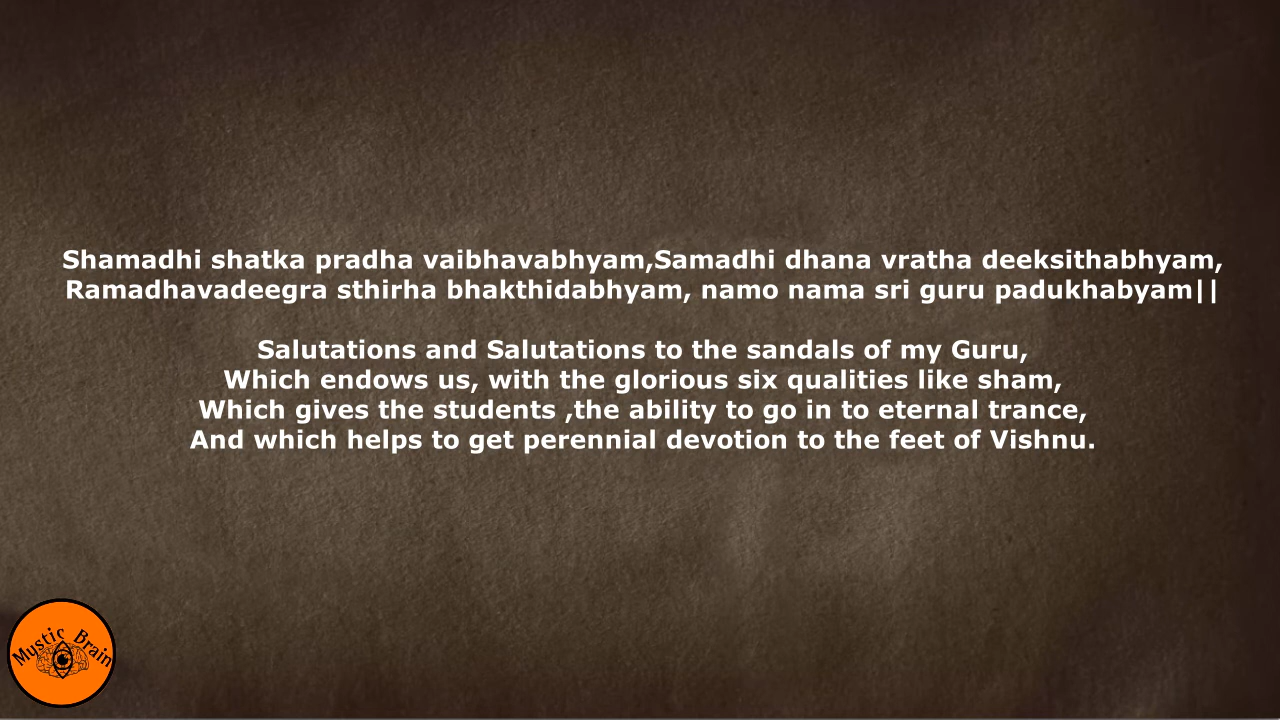 Shamadhi shatka pradha vaibhavabhyam,Samadhi dhana vratha deeksithabhyam,
Ramadhavadeegra sthirha bhakthidabhyam, namo nama sri guru padukhabyam||
Salutations and Salutations to the sandals of my Guru,
Which endows us, with the glorious six qualities like sham,
Which gives the students ,the ability to go in to eternal trance,
And which helps to get perennial devotion to the feet of Vishnu.
Mystic Brain